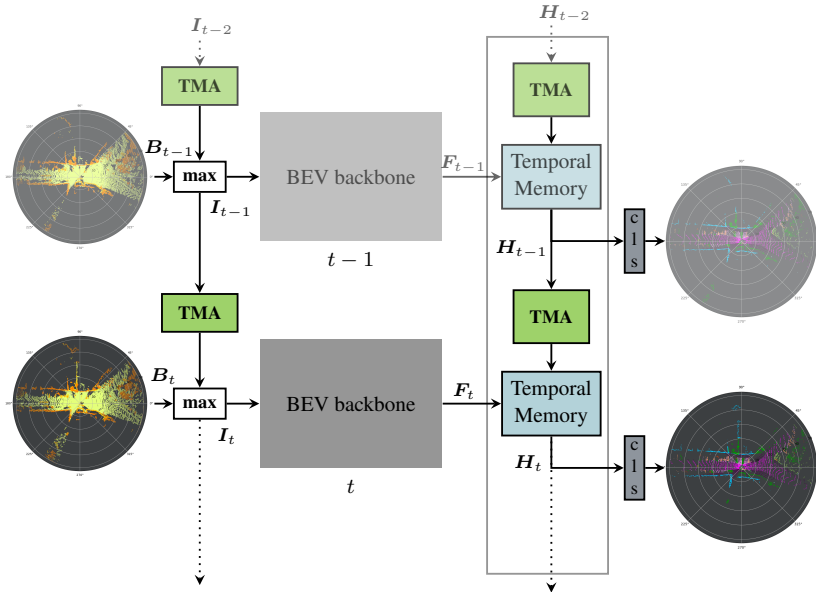 I_{t−2}
H_{t−2}
TMA
TMA
B_{t−1}
max
BEV backbone
F_{t−1}
Temporal
Memory
I_{t−1}
t − 1
H_{t−1}
c
l
s
TMA
TMA
B_t
max
BEV backbone
F_t
Temporal
Memory
I_t
t
H_t
c
l
s